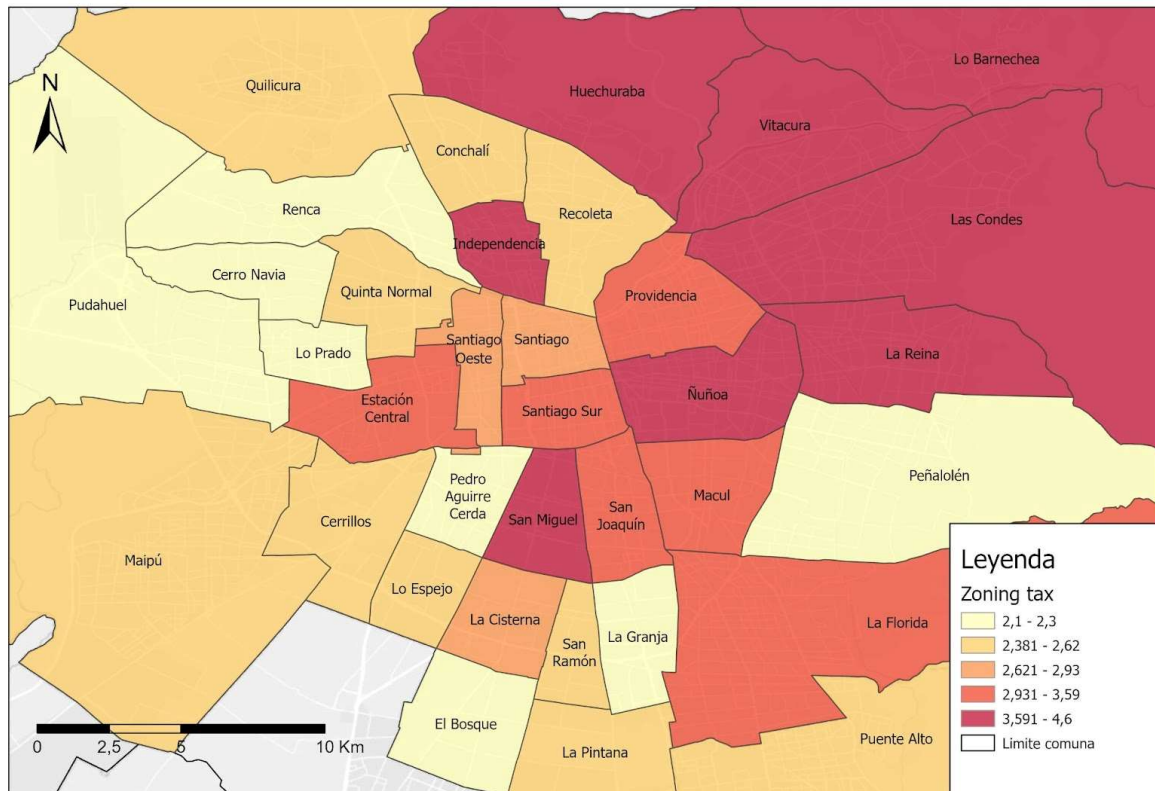 Lo Barnechea
Quilicura
Huechuraba
Vitacura
N
Conchalí
Renca
Recoleta
Las Condes
Independencia
Cerro Navia
Quinta Normal
Providencia
Pudahuel
Santiago
Oeste
Santiago
Lo Prado
La Reina
Estación
Central
Santiago Sur
Ñuñoa
Pedro
Aguirre
Cerda
Peñalolén
San Miguel
San
Joaquín
Macul
Cerrillos
Maipú
Lo Espejo
La Cisterna
San
Ramón
La Granja
La Florida
El Bosque
La Pintana
Puente Alto
0 2,5 5 10 Km
Leyenda
Zoning tax
2,1 - 2,3
2,381 - 2,62
2,621 - 2,93
2,931 - 3,59
3,591 - 4,6
Limite comuna